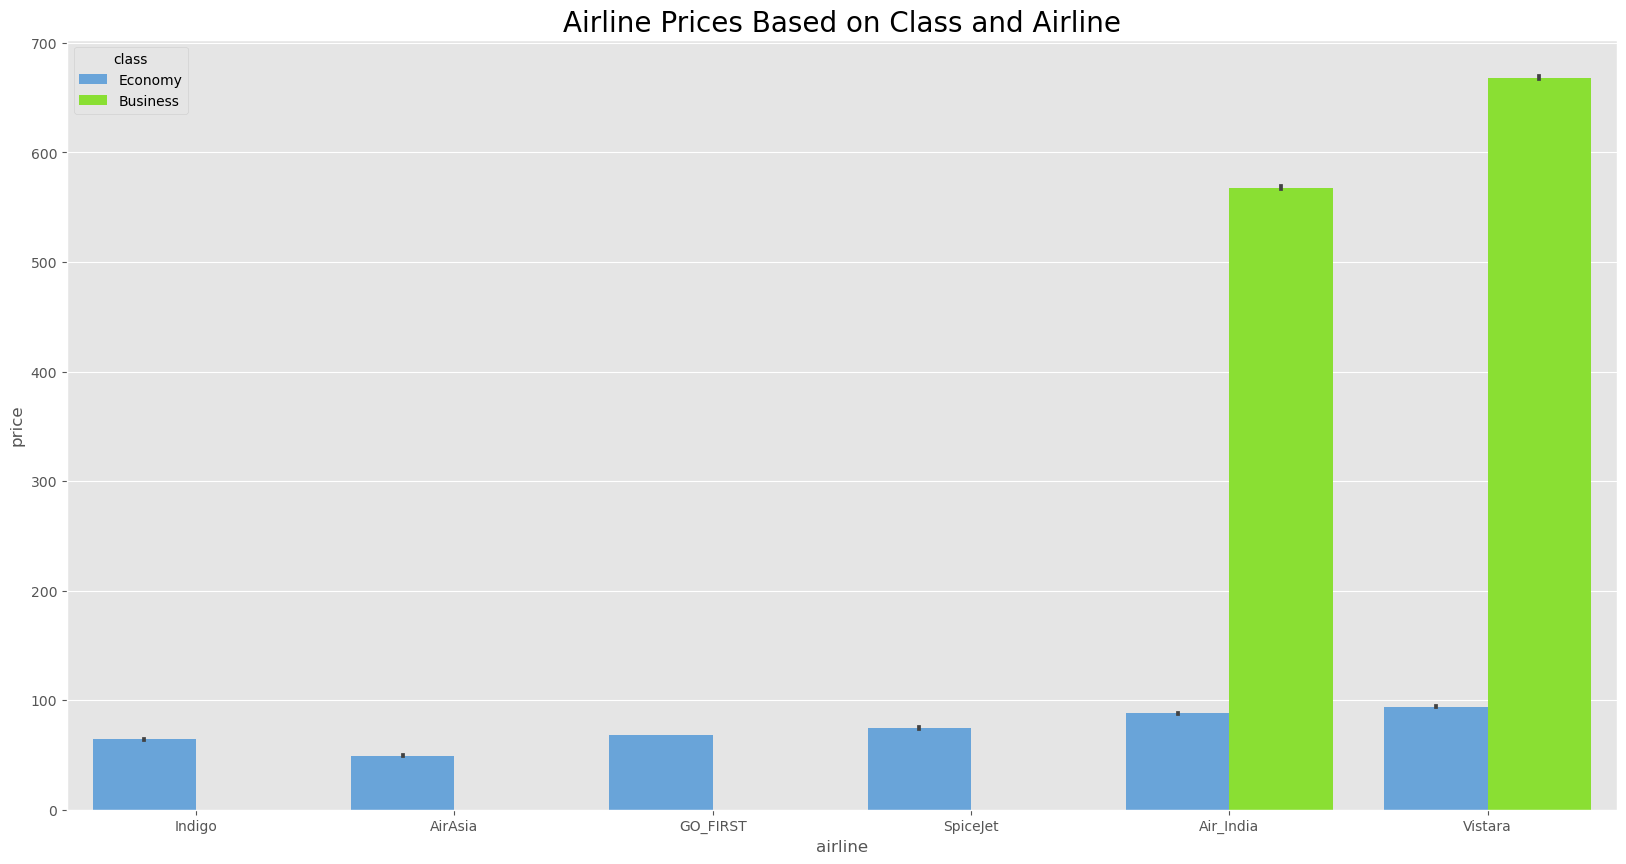 Airline Prices Based on Class and Airline
class
Economy
Business
price
700
600
500
400
300
200
100
0
Indigo AirAsia GO_FIRST SpiceJet Air_India Vistara
airline